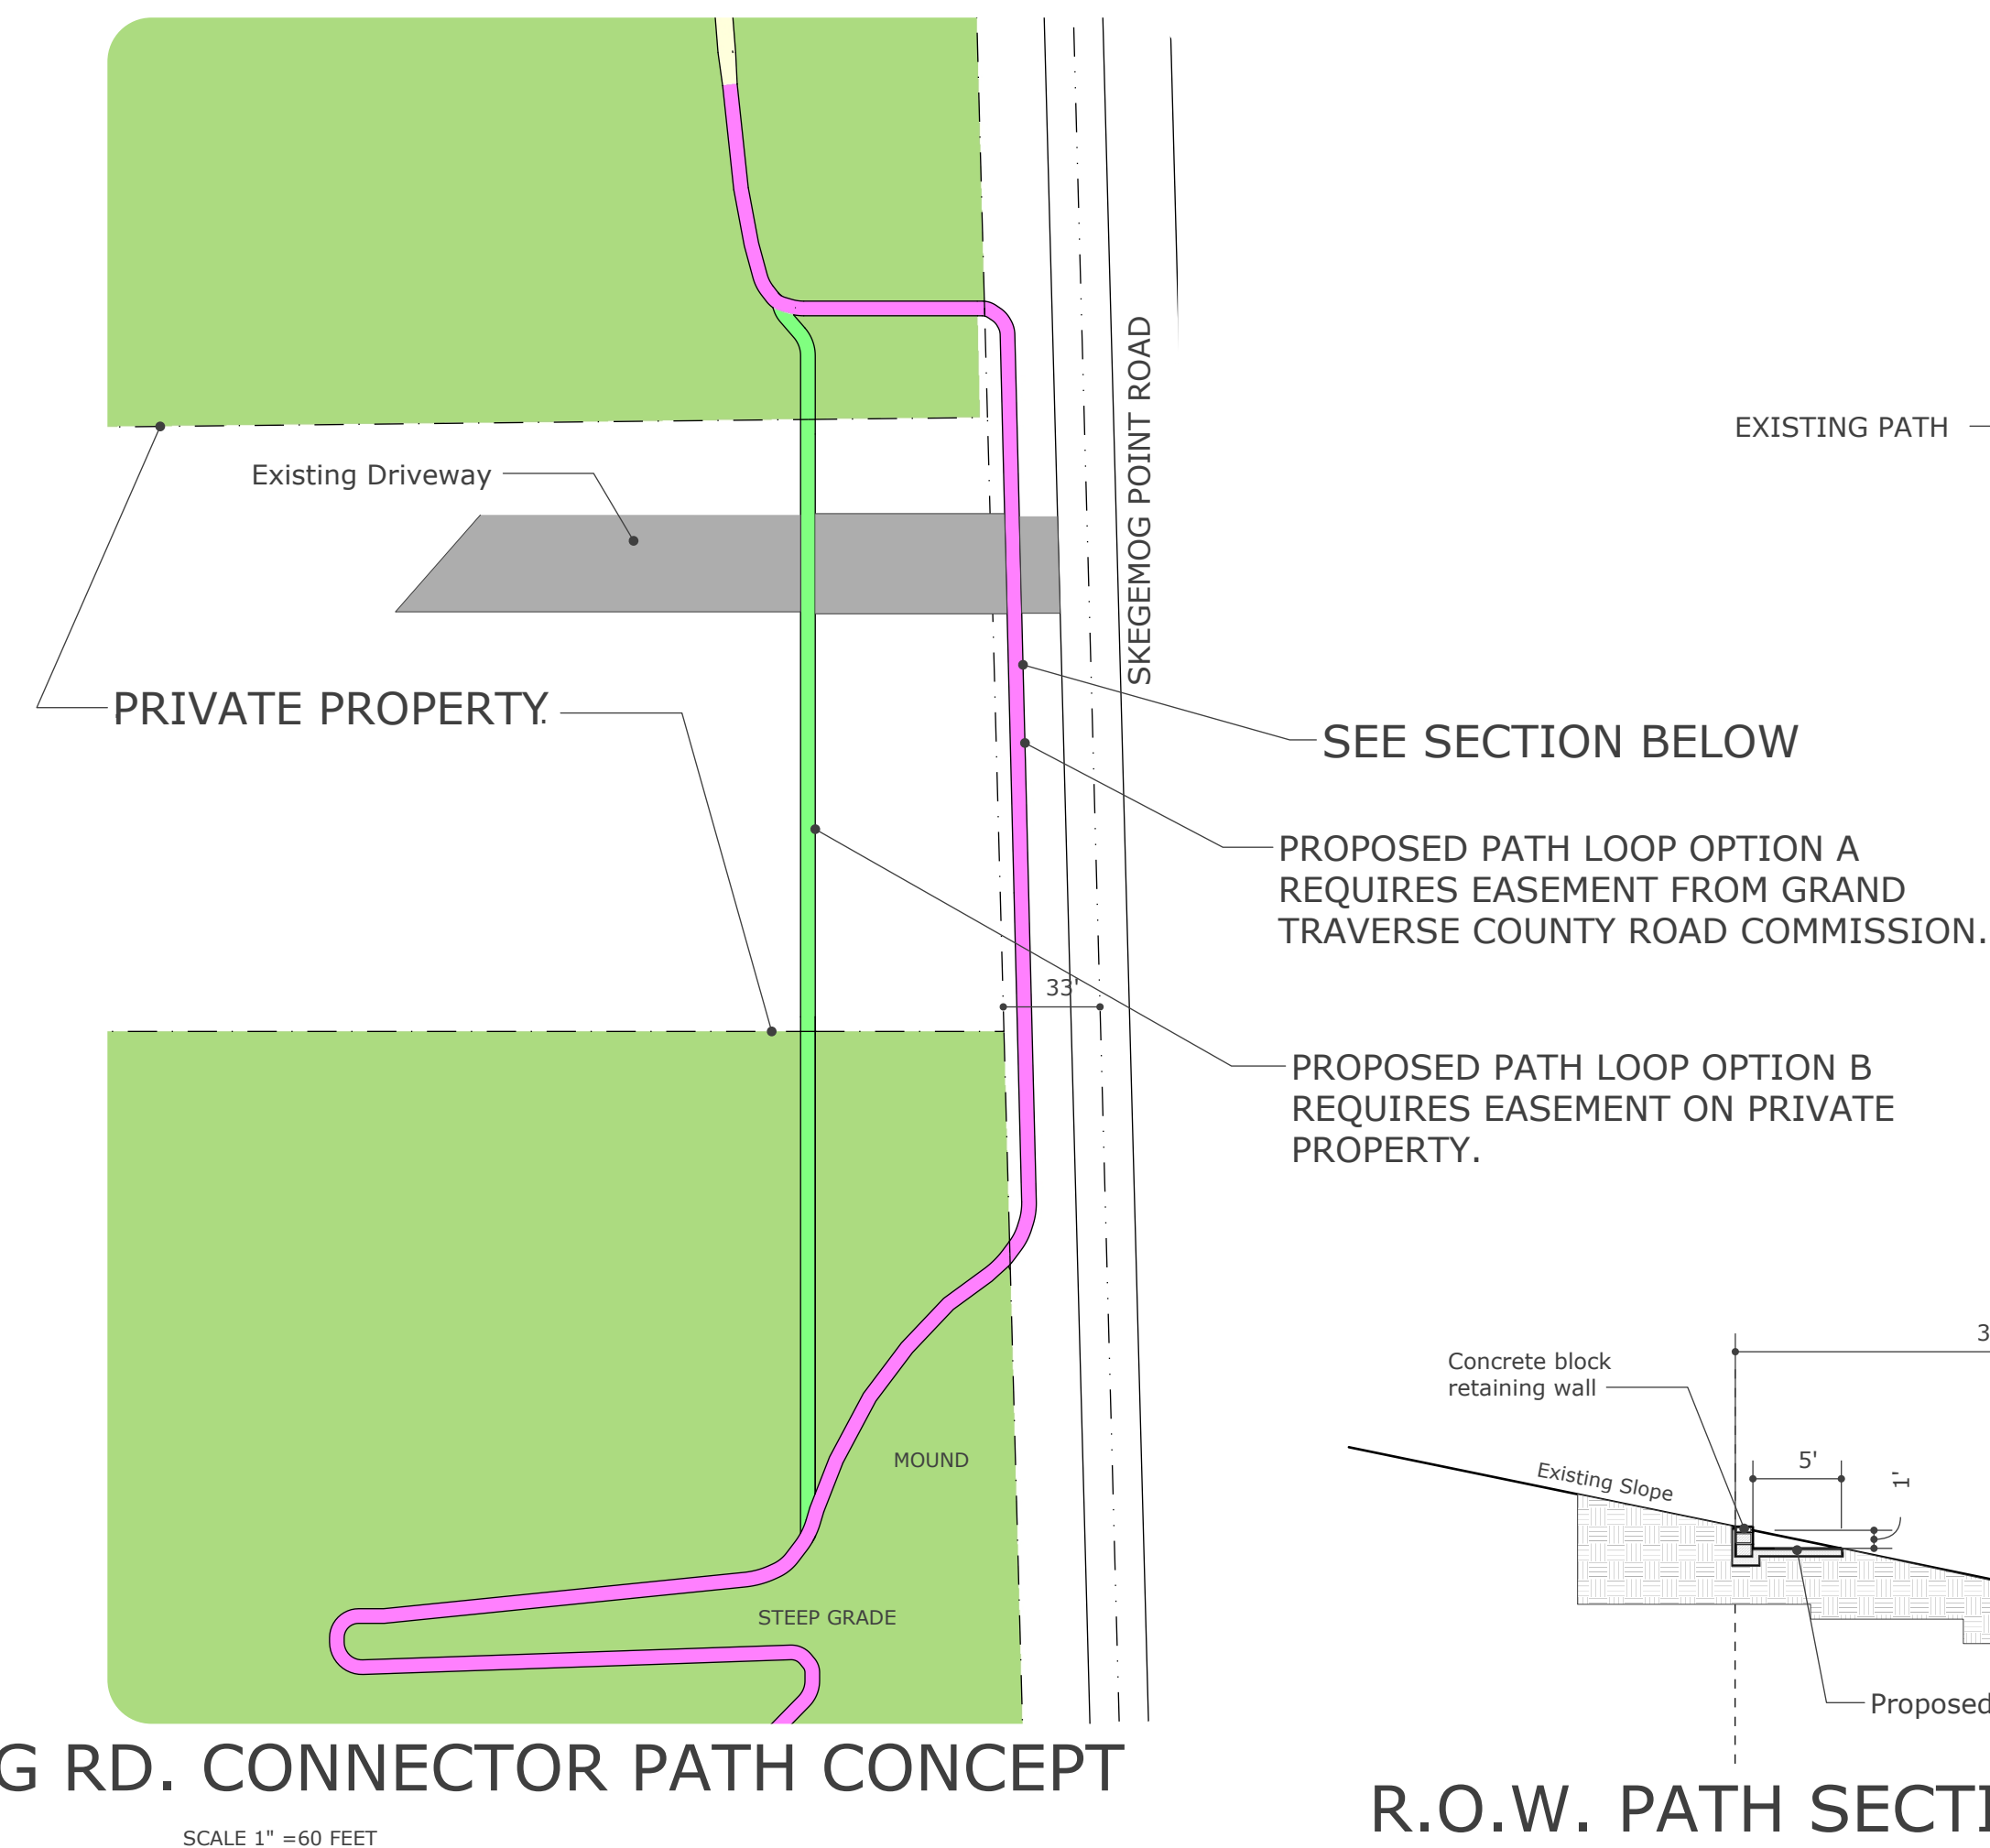 SKEGEMOG POINT ROAD
EXISTING PATH
Existing Driveway
PRIVATE PROPERTY.
SEE SECTION BELOW
PROPOSED PATH LOOP OPTION A
REQUIRES EASEMENT FROM GRAND
TRAVERSE COUNTY ROAD COMMISSION.
33'
PROPOSED PATH LOOP OPTION B
REQUIRES EASEMENT ON PRIVATE
PROPERTY.
MOUND
STEEP GRADE
3
Concrete block
retaining wall
5'
1'
Existing Slope
Proposed
G RD. CONNECTOR PATH CONCEPT
SCALE 1" =60 FEET
R.O.W. PATH SECTI